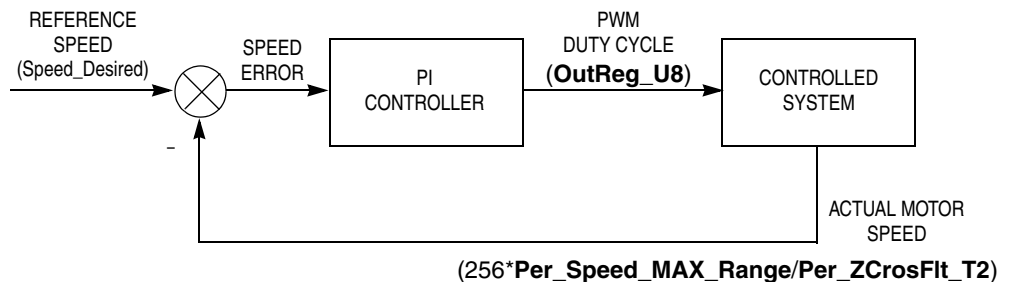 REFERENCE
SPEED
(Speed_Desired)
SPEED
ERROR
PI
CONTROLLER
PWM
DUTY CYCLE
(OutReg_U8)
CONTROLLED
SYSTEM
–
ACTUAL MOTOR
SPEED
(256*Per_Speed_MAX_Range/Per_ZCrosFlt_T2)